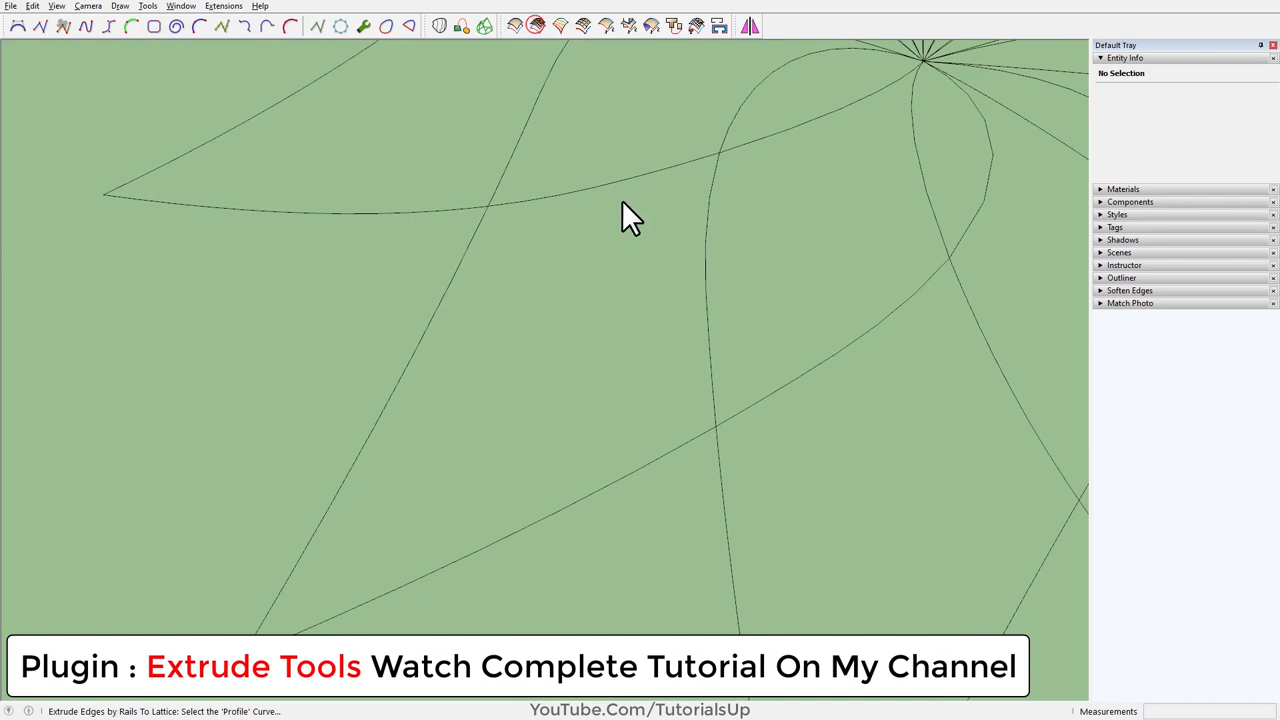 File Edit View Camera Draw Tools Window Extensions Help
Default Tray
Entity Info
No Selection
Materials
Components
Styles
Tags
Shadows
Scenes
Instructor
Outliner
Soften Edges
Match Photo
Plugin : Extrude Tools Watch Complete Tutorial On My Channel
Extrude Edges by Rails To Lattice: Select the 'Profile' Curve...
YouTube.Com/TutorialsUp
Measurements